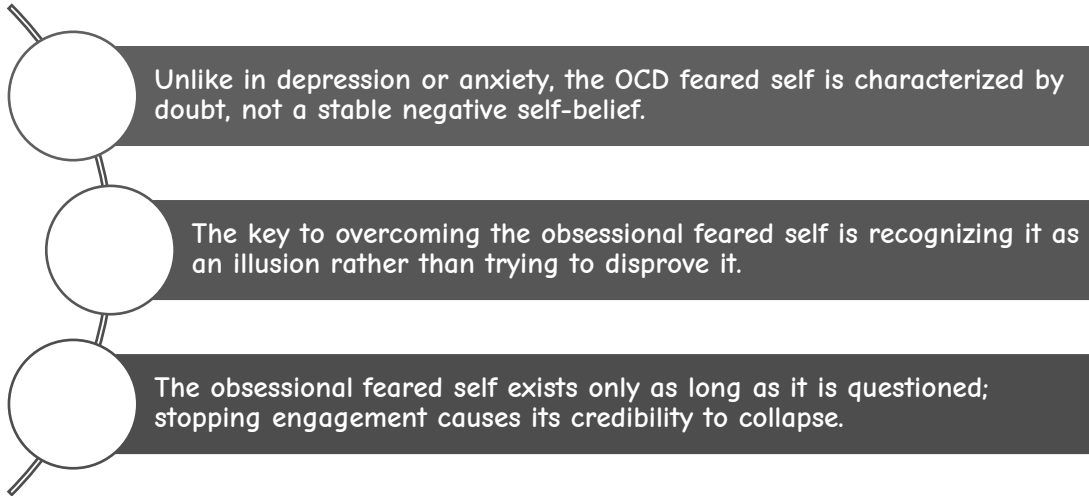 Unlike in depression or anxiety, the OCD feared self is characterized by
doubt, not a stable negative self-belief.
The key to overcoming the obsessional feared self is recognizing it as
an illusion rather than trying to disprove it.
The obsessional feared self exists only as long as it is questioned;
stopping engagement causes its credibility to collapse.